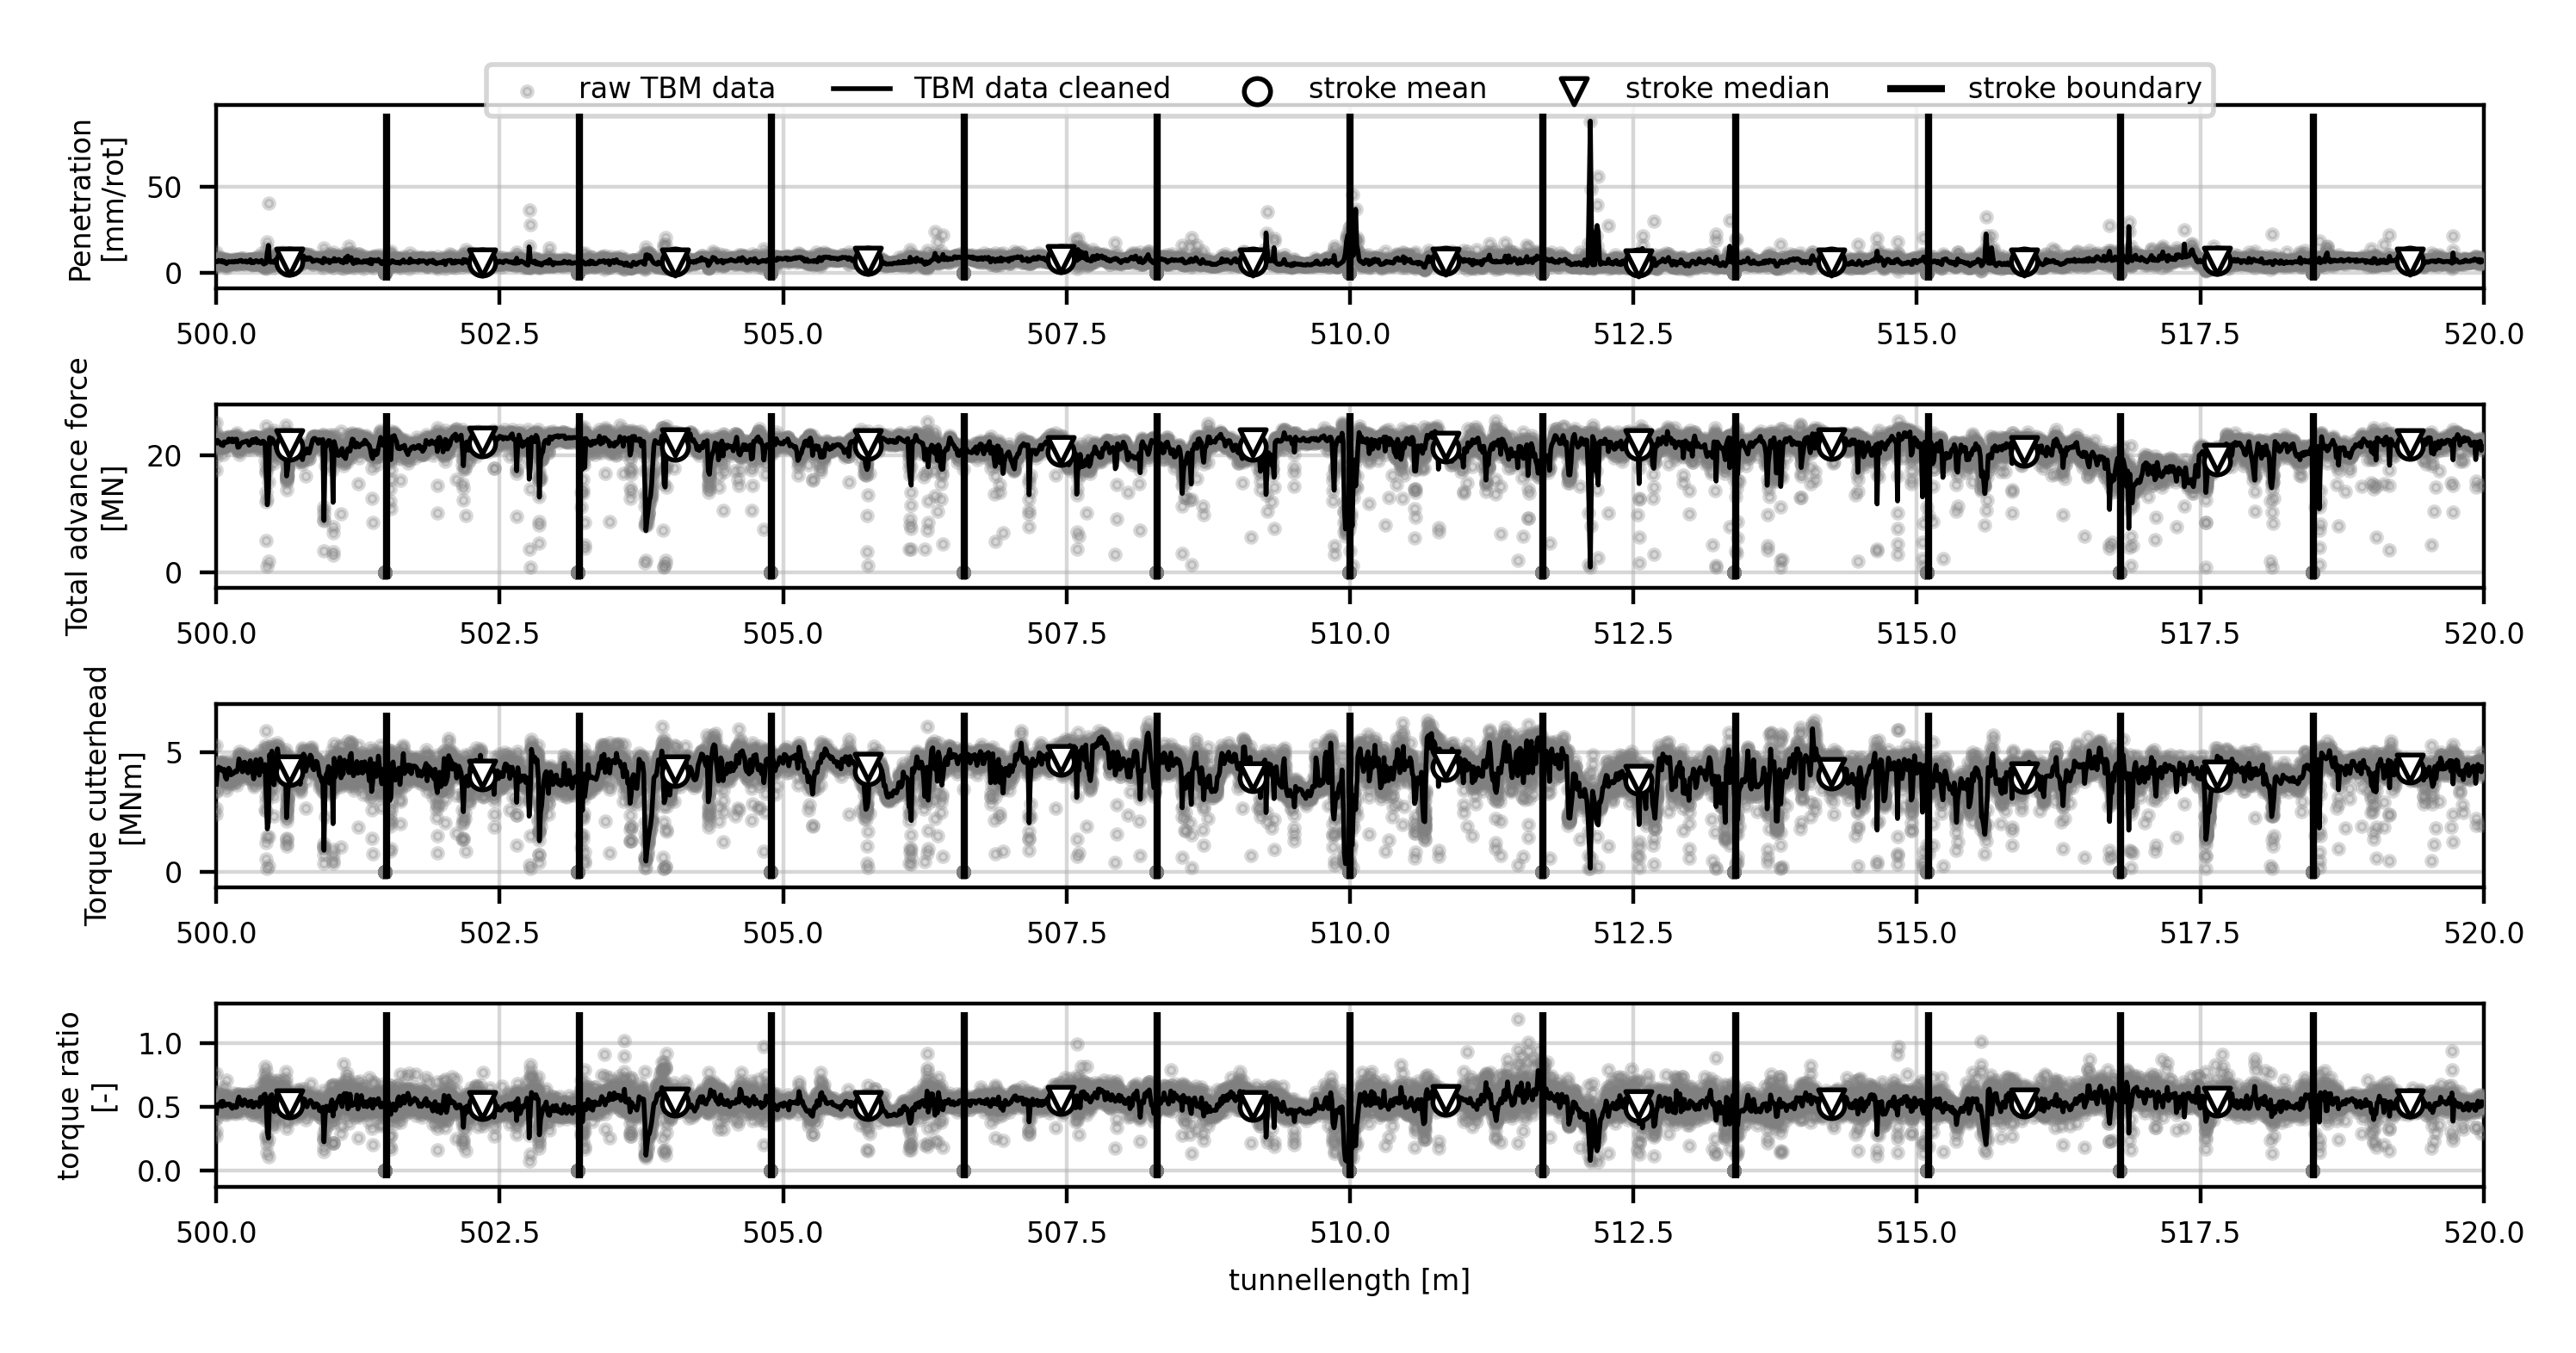 raw TBM data TBM data cleaned stroke mean stroke median stroke boundary
Penetration
[mm/rot]
50
0
500.0 502.5 505.0 507.5 510.0 512.5 515.0 517.5 520.0
Total advance force
[MN]
20
0
500.0 502.5 505.0 507.5 510.0 512.5 515.0 517.5 520.0
Torque cutterhead
[MNm]
5
0
500.0 502.5 505.0 507.5 510.0 512.5 515.0 517.5 520.0
torque ratio
[-]
1.0
0.5
0.0
500.0 502.5 505.0 507.5 510.0 512.5 515.0 517.5 520.0
tunnellength [m]